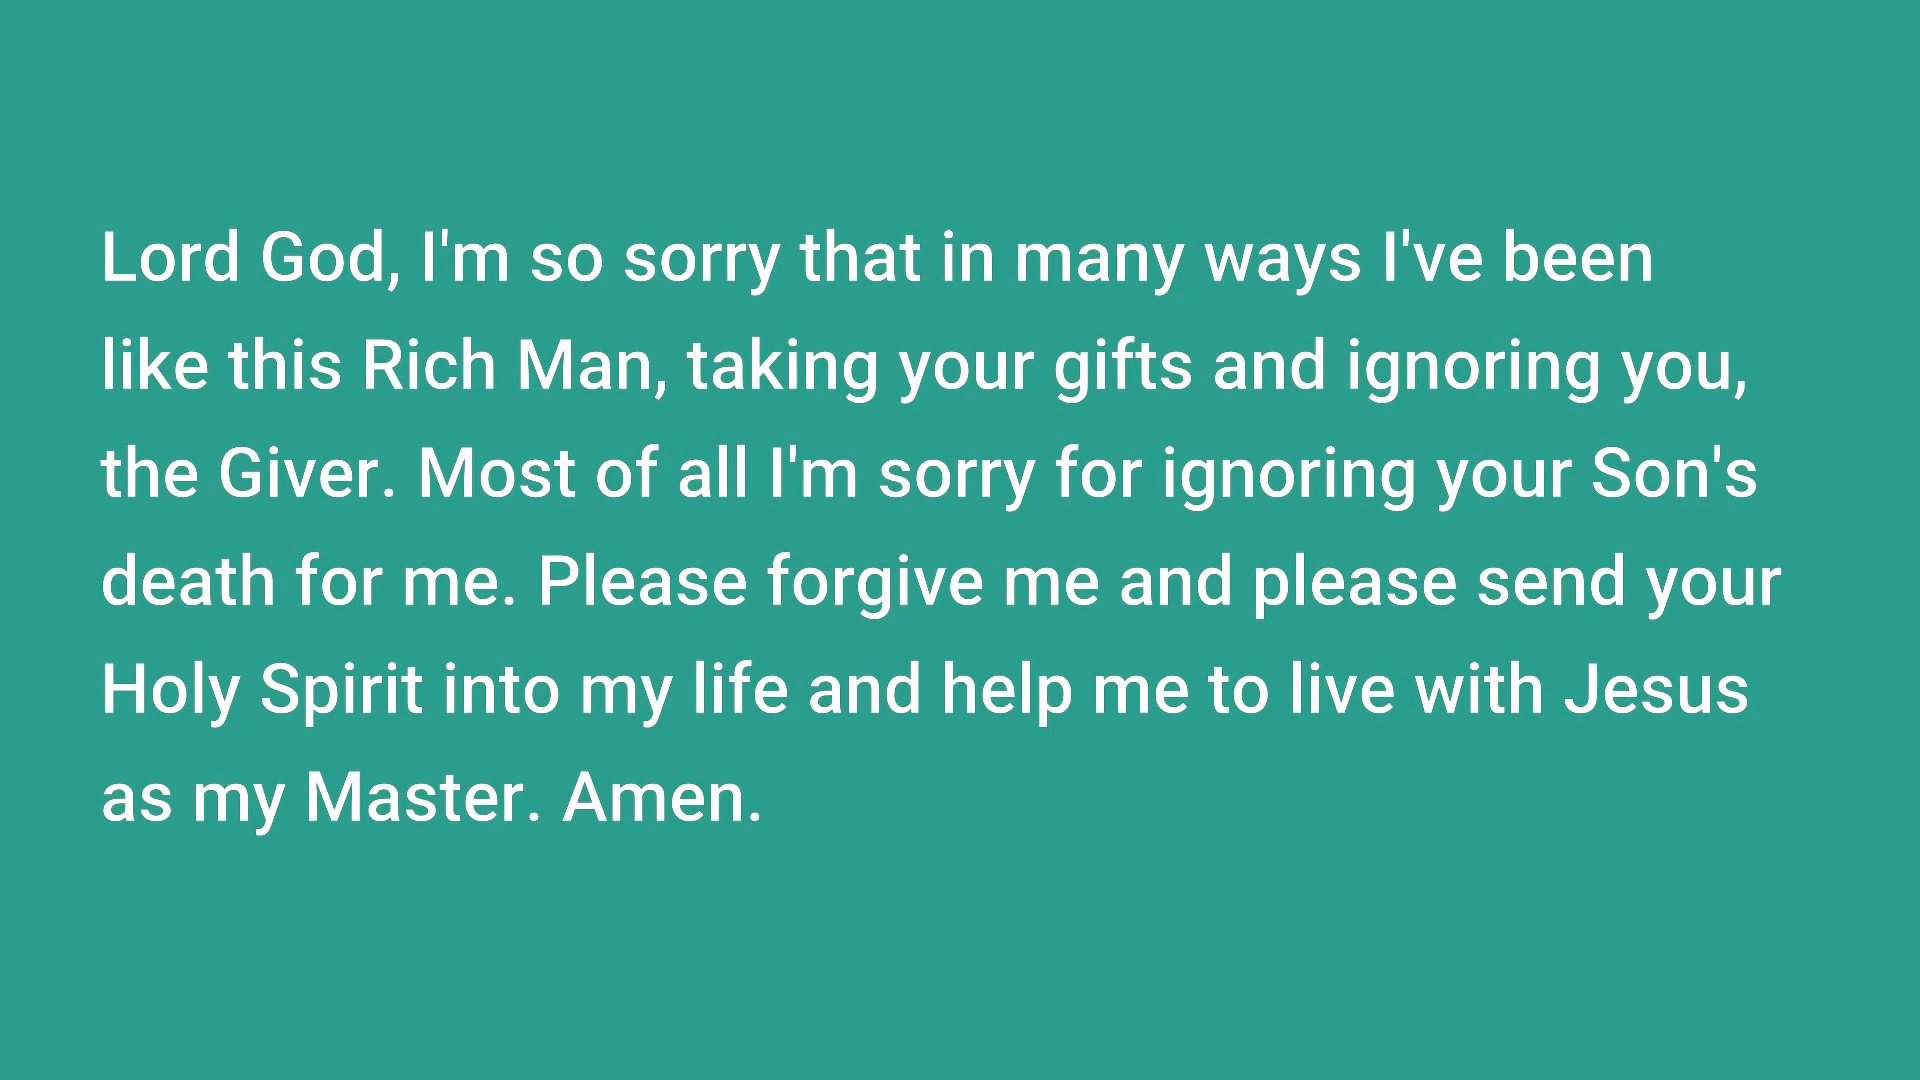 Lord God, I'm so sorry that in many ways I've been
like this Rich Man, taking your gifts and ignoring you,
the Giver. Most of all I'm sorry for ignoring your Son's
death for me. Please forgive me and please send your
Holy Spirit into my life and help me to live with Jesus
as my Master. Amen.